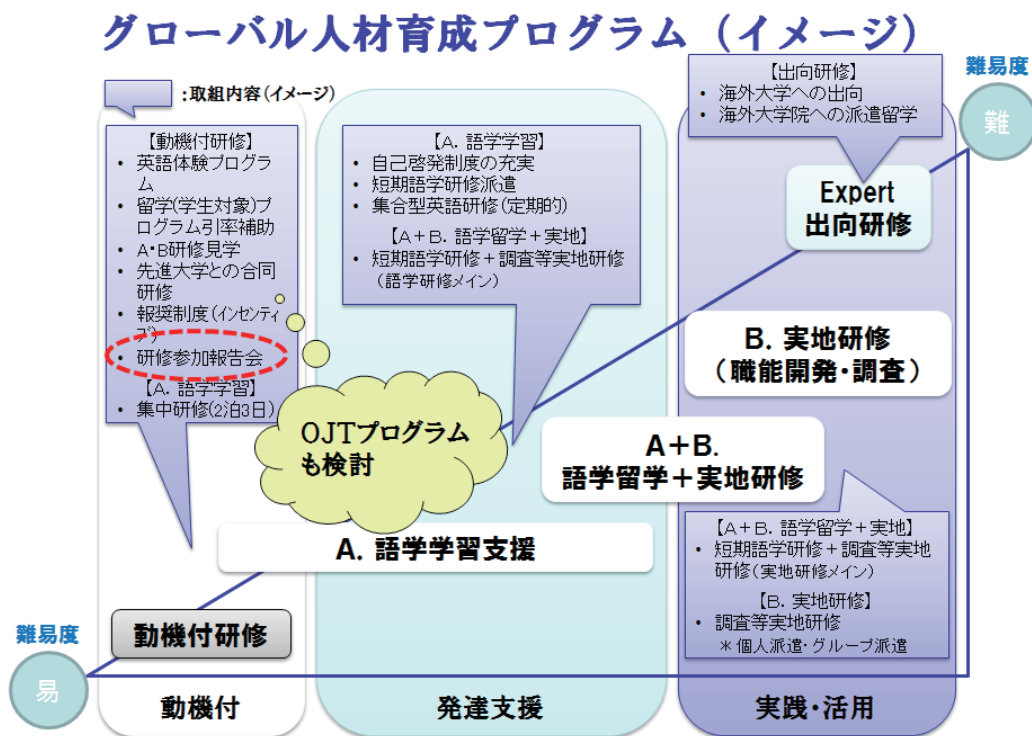 グローバル人材育成プログラム（イメージ）
:取組内容(イメージ)
【動機付研修】
• 英語体験プログラ
ム
• 留学(学生対象)プ
ログラム引率補助
• A・B研修見学
• 先進大学との合同
研修
• 報奨制度(インセンティ
ブ)
• 研修参加報告会
【A. 語学学習】
• 集中研修(2泊3日)
【A. 語学学習】
• 自己啓発制度の充実
• 短期語学研修派遣
• 集合型英語研修(定期的)
【A+B. 語学留学+実地】
• 短期語学研修+調査等実地研修
(語学研修メイン)
【出向研修】
• 海外大学への出向
• 海外大学院への派遣留学
難易度
難
Expert
出向研修
B. 実地研修
（職能開発・調査）
OJTプログラム
も検討
A+B.
語学留学+実地研修
A. 語学学習支援
【A+B. 語学留学+実地】
• 短期語学研修+調査等実地
研修(実地研修メイン)
【B. 実地研修】
• 調査等実地研修
＊個人派遣・グループ派遣
動機付研修
難易度
易
動機付
発達支援
実践・活用